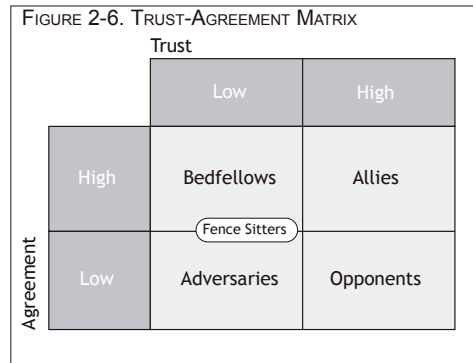 FIGURE 2-6. TRUST-AGREEMENT MATRIX
Trust
Low High
High Bedfellows Allies
Fence Sitters
Low Adversaries Opponents
Agreement